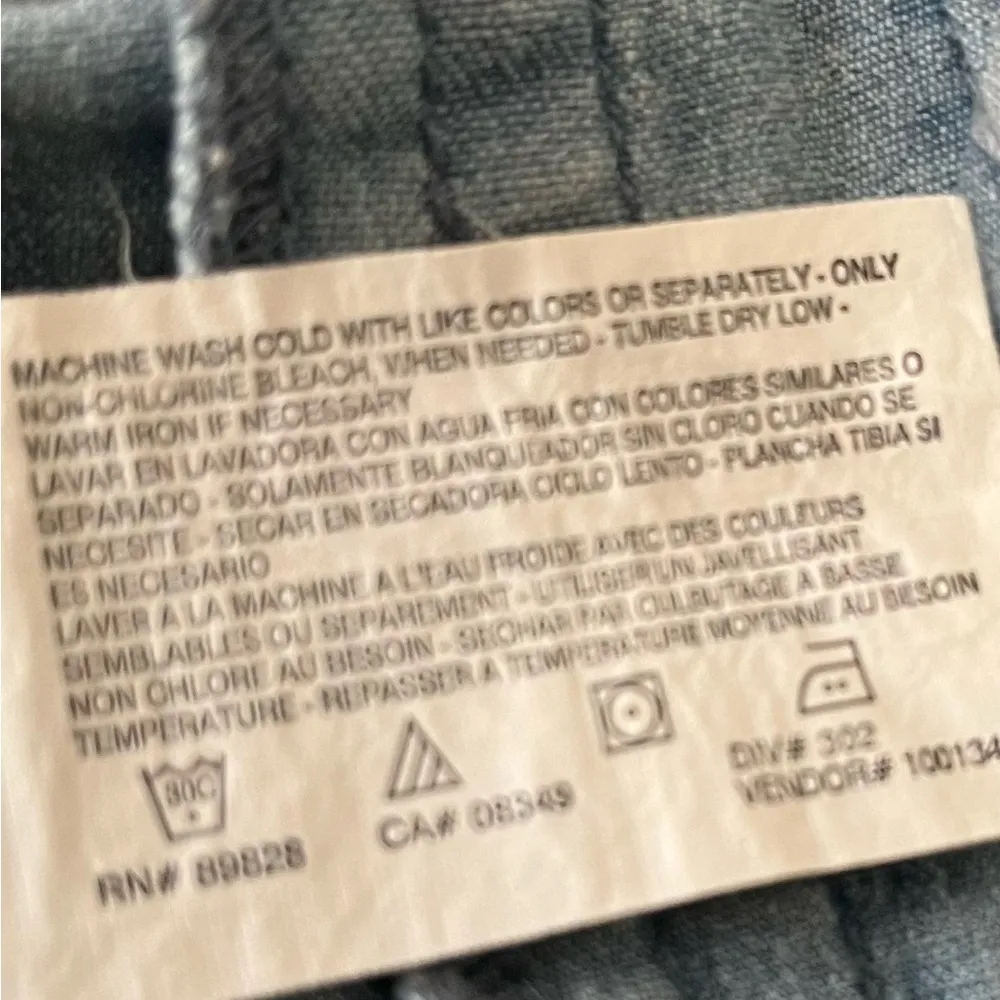 MACHINE WASH COLD WITH LIKE COLORS OR SEPARATELY - ONLY
NON-CHLORINE BLEACH, WHEN NEEDED - TUMBLE DRY LOW -
WARM IRON IF NECESSARY
LAVAR EN LAVADORA CON AGUA FRIA CON COLORES SIMILARES O
SEPARADO - SOLAMENTE BLANQUEADOR SIN CLORO CUANDO SE
NECESITE - SECAR EN SECADORA CICLO LENTO - PLANCHA TIBIA SI
ES NECESARIO
LAVER A LA MACHINE A L'EAU FROIDE AVEC DES COULEURS
SEMBLABLES OU SEPAREMENT - UTILISER UN JAVELLISANT
NON CHLORE AU BESOIN - SECHAR PAR CULBUTAGE A BASSE
TEMPERATURE - REPASSER A TEMPERATURE MOYENNE AU BESOIN
30C
RN# 89828
CA# 08349
DIV# 302
VENDOR# 100134